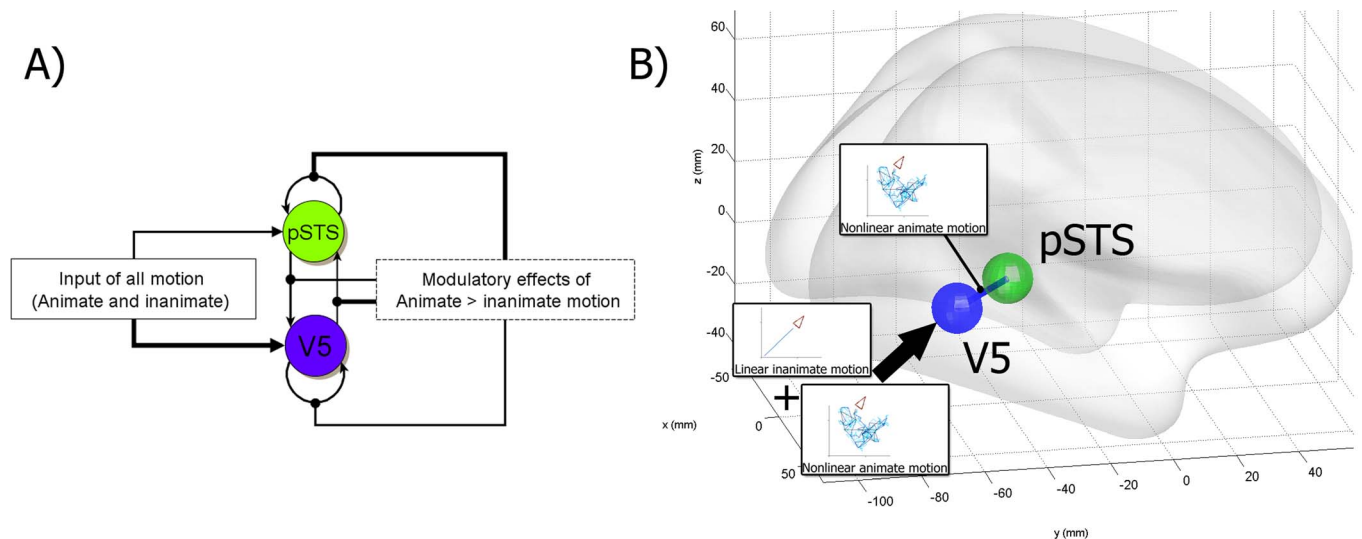 A)
pSTS
Input of all motion
(Animate and inanimate)
Modulatory effects of
Animate > inanimate motion
V5
B)
60
40
20
0
-20
-40
-50
z (mm)
Nonlinear animate motion
pSTS
V5
Linear inanimate motion
+
Nonlinear animate motion
x (mm)
0
50
-100
-80
-60
-40
-20
0
20
40
y (mm)